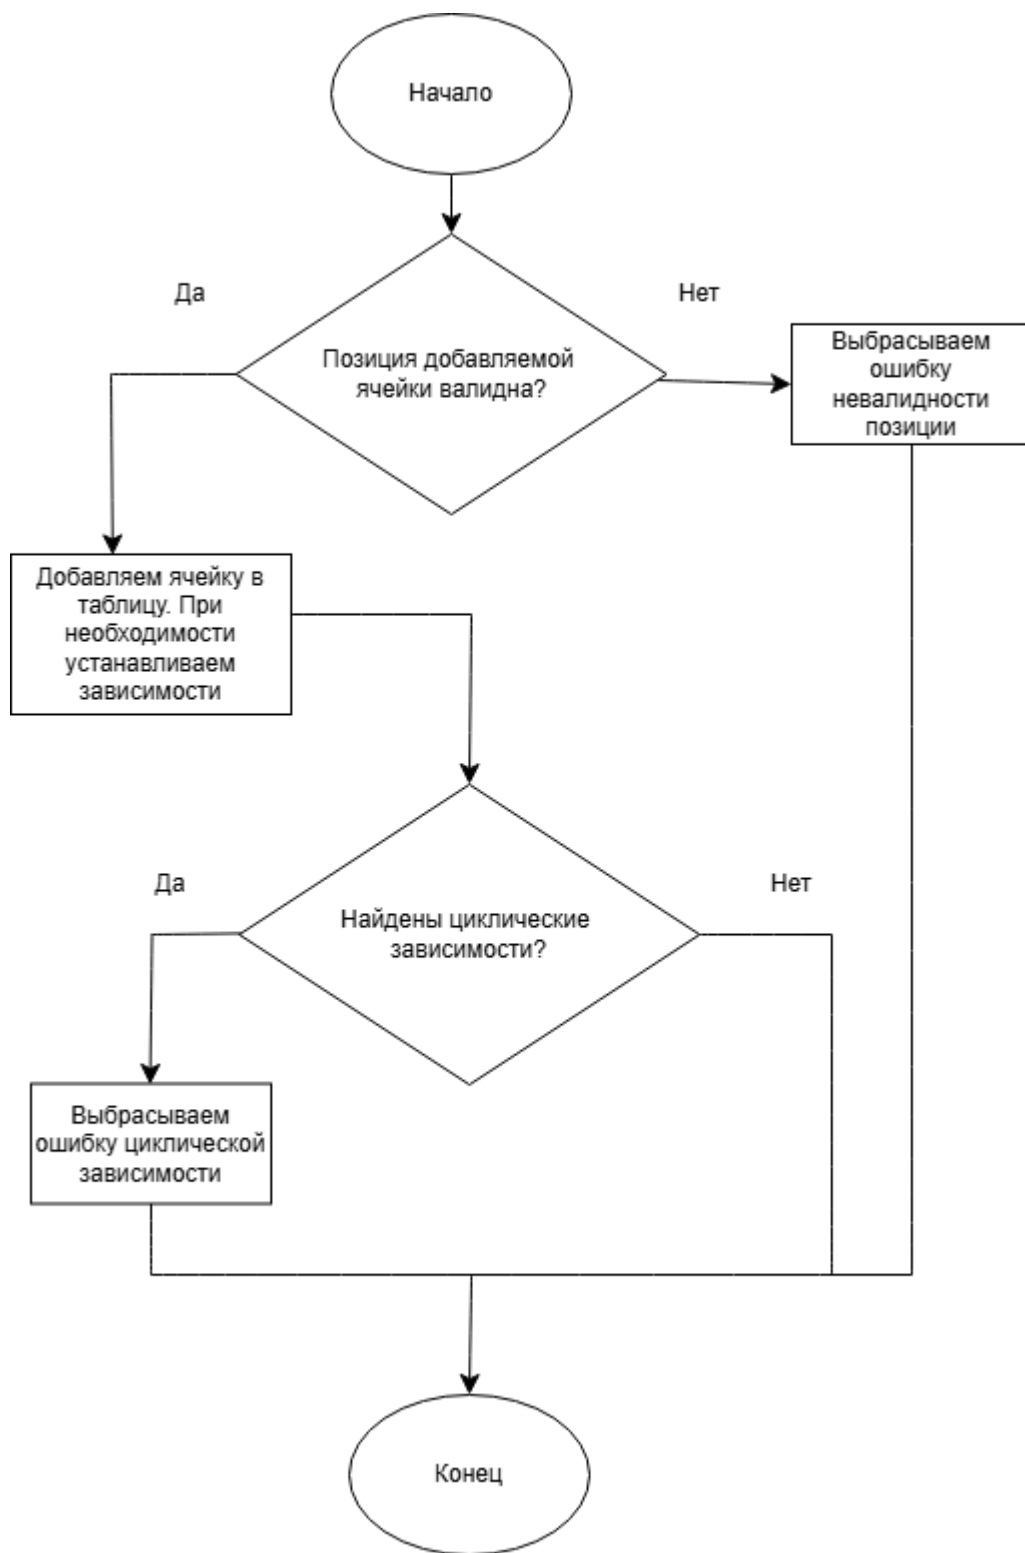 Начало
Да
Нет
Позиция добавляемой
ячейки валидна?
Выбрасываем
ошибку
невалидности
позиции
Добавляем ячейку в
таблицу. При
необходимости
устанавливаем
зависимости
Да
Нет
Найдены циклические
зависимости?
Выбрасываем
ошибку циклической
зависимости
Конец